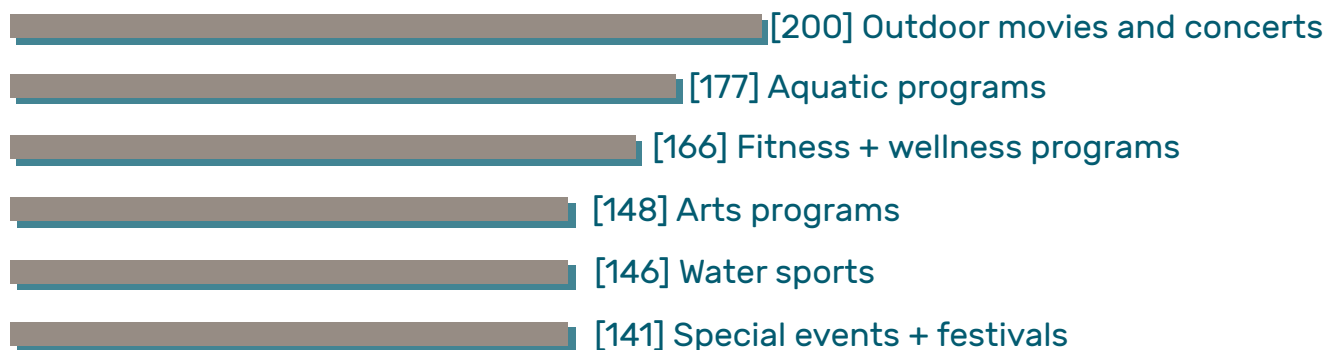 [200] Outdoor movies and concerts
[177] Aquatic programs
[166] Fitness + wellness programs
[148] Arts programs
[146] Water sports
[141] Special events + festivals